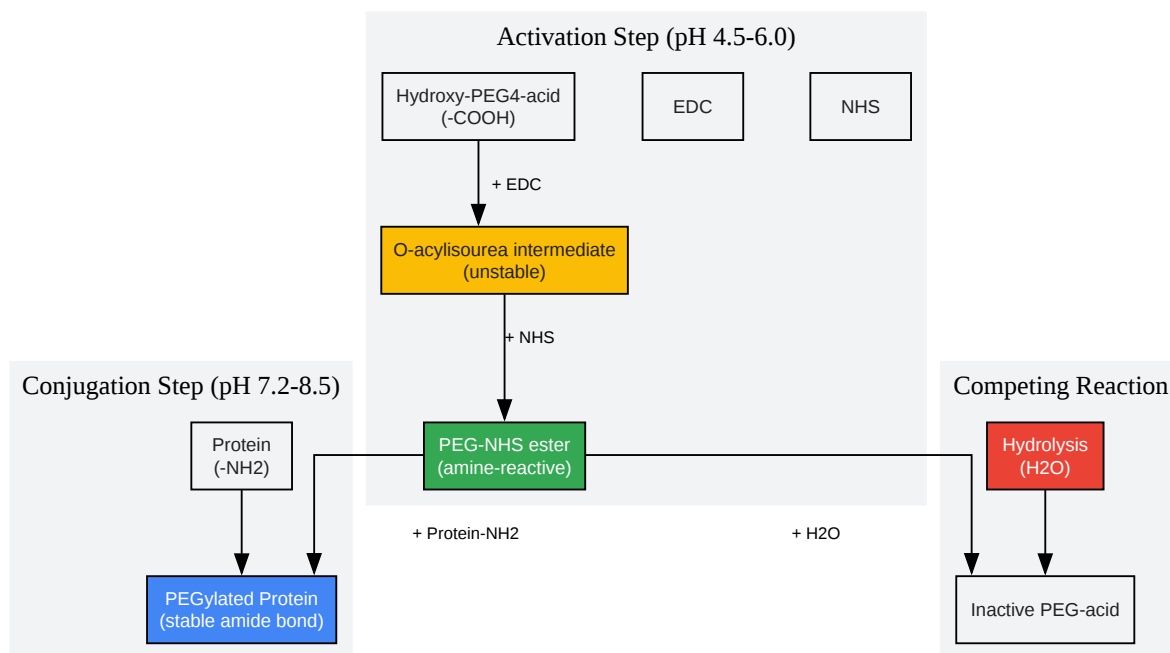 Activation Step (pH 4.5-6.0)
Hydroxy-PEG4-acid
(-COOH)
EDC
NHS
+ EDC
O-acylisourea intermediate
(unstable)
+ NHS
Conjugation Step (pH 7.2-8.5)
Competing Reaction
Protein
(-NH2)
PEG-NHS ester
(amine-reactive)
Hydrolysis
(H2O)
+ Protein-NH2
+ H2O
PEGylated Protein
(stable amide bond)
Inactive PEG-acid